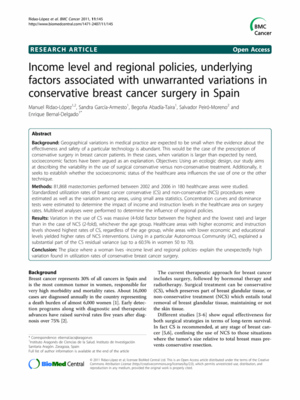 Ridao-López et al. BMC Cancer 2011, 11:145
http://www.biomedcentral.com/1471-2407/11/145
BMC
Cancer
RESEARCH ARTICLE
Open Access
Income level and regional policies, underlying
factors associated with unwarranted variations in
conservative breast cancer surgery in Spain
Manuel Ridao-López1,2, Sandra García-Armesto1, Begoña Abadía-Taira1, Salvador Peiró-Moreno2 and
Enrique Bernal-Delgado1*
Abstract
Background: Geographical variations in medical practice are expected to be small when the evidence about the
effectiveness and safety of a particular technology is abundant. This would be the case of the prescription of
conservative surgery in breast cancer patients. In these cases, when variation is larger than expected by need,
socioeconomic factors have been argued as an explanation. Objectives: Using an ecologic design, our study aims
at describing the variability in the use of surgical conservative versus non-conservative treatment. Additionally, it
seeks to establish whether the socioeconomic status of the healthcare area influences the use of one or the other
technique.
Methods: 81,868 mastectomies performed between 2002 and 2006 in 180 healthcare areas were studied.
Standardized utilization rates of breast cancer conservative (CS) and non-conservative (NCS) procedures were
estimated as well as the variation among areas, using small area statistics. Concentration curves and dominance
tests were estimated to determine the impact of income and instruction levels in the healthcare area on surgery
rates. Multilevel analyses were performed to determine the influence of regional policies.
Results: Variation in the use of CS was massive (4-fold factor between the highest and the lowest rate) and larger
than in the case of NCS (2-fold), whichever the age group. Healthcare areas with higher economic and instruction
levels showed highest rates of CS, regardless of the age group, while areas with lower economic and educational
levels yielded higher rates of NCS interventions. Living in a particular Autonomous Community (AC), explained a
substantial part of the CS residual variance (up to a 60.5% in women 50 to 70).
Conclusion: The place where a woman lives -income level and regional policies- explain the unexpectedly high
variation found in utilization rates of conservative breast cancer surgery.
Background
Breast cancer represents 30% of all cancers in Spain and
is the most common tumor in women, responsible for
very high morbidity and mortality rates. About 16,000
cases are diagnosed annually in the country representing
a death burden of almost 6,000 women [1]. Early detec-
tion programs along with diagnostic and therapeutic
advances have raised survival rates five years after diag-
nosis over 75% [2].
* Correspondence:
Instituto Aragonés de Ciencias de la Salud (Instituto de Investigación
Sanitaria Aragón) Zaragoza, Spain
Full list of author information is available at the end of the article
The current therapeutic approach for breast cancer
includes surgery, followed by hormonal therapy and
radiotherapy. Surgical treatment can be conservative
(CS), which preserves part of breast glandular tissue, or
non-conservative treatment (NCS) which entails total
removal of breast glandular tissue, maintaining or not
the skin tissue.
Different studies [3-4] show equal effectiveness for
both surgical strategies in terms of long-term survival.
In fact CS is recommended, at any stage of breast can-
cer [5,6], confining the use of NCS to those situations
where the tumor's size relative to total breast mass pre-
vents conservative resection.
BioMed Central
© 2011 Ridao-López et al; licensee BioMed Central Ltd. This is an Open Access article distributed under the terms of the Creative
Commons Attribution License (http://creativecommons.org/licenses/by/2.0), which permits unrestricted use, distribution, and
reproduction in any medium, provided the original work is properly cited.